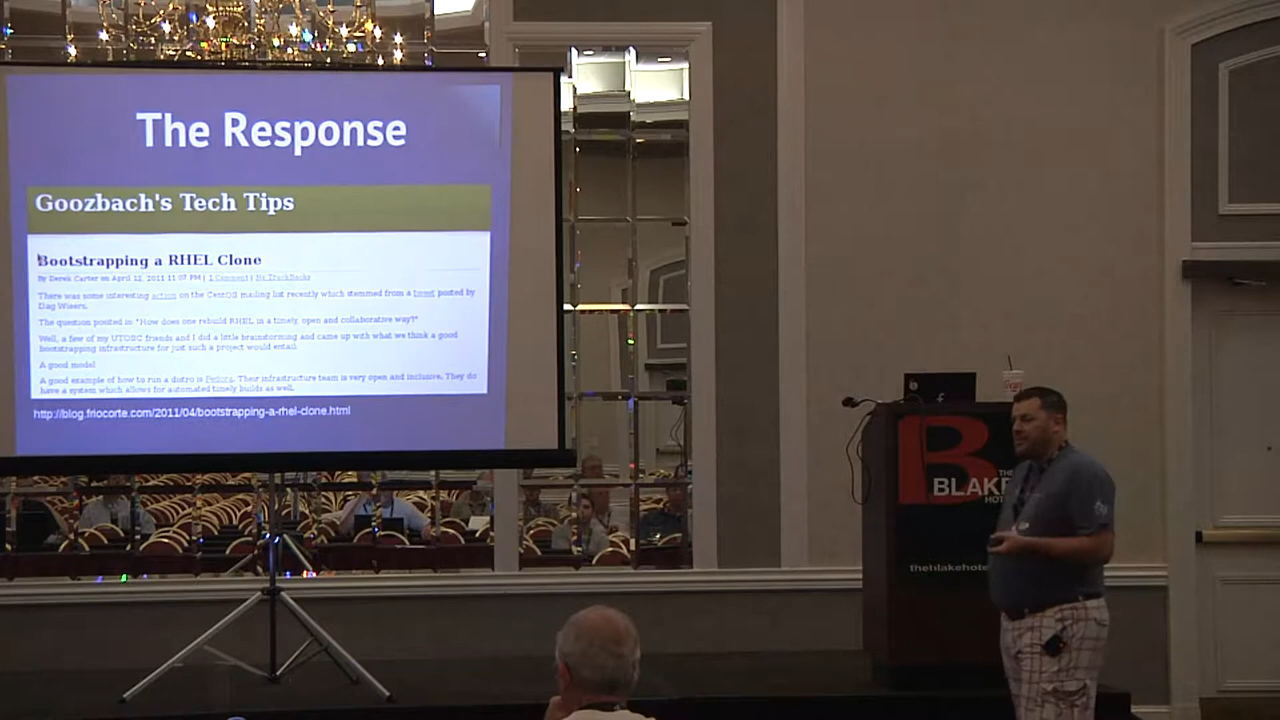 The Response
Goozbach's Tech Tips
Bootstrapping a RHEL Clone
By Derek Carter on April 12, 2011 11:07 PM | 1 Comment | No TrackBacks
There was some interesting action on the CentOS mailing list recently which stemmed from a tweet posted by
Dag Wieers.
The question posited is "How does one rebuild RHEL in a timely, open and collaborative way?"
Well, a few of my UTOSC friends and I did a little brainstorming and came up with what we think a good
bootstrapping infrastructure for just such a project would entail
A good model
A good example of how to run a distro is Fedora. Their infrastructure team is very open and inclusive. They do
have a system which allows for automated timely builds as well.
http://blog.friocorte.com/2011/04/bootstrapping-a-rhel-clone.html
B
THE
BLAKE
HOT
theblakehote